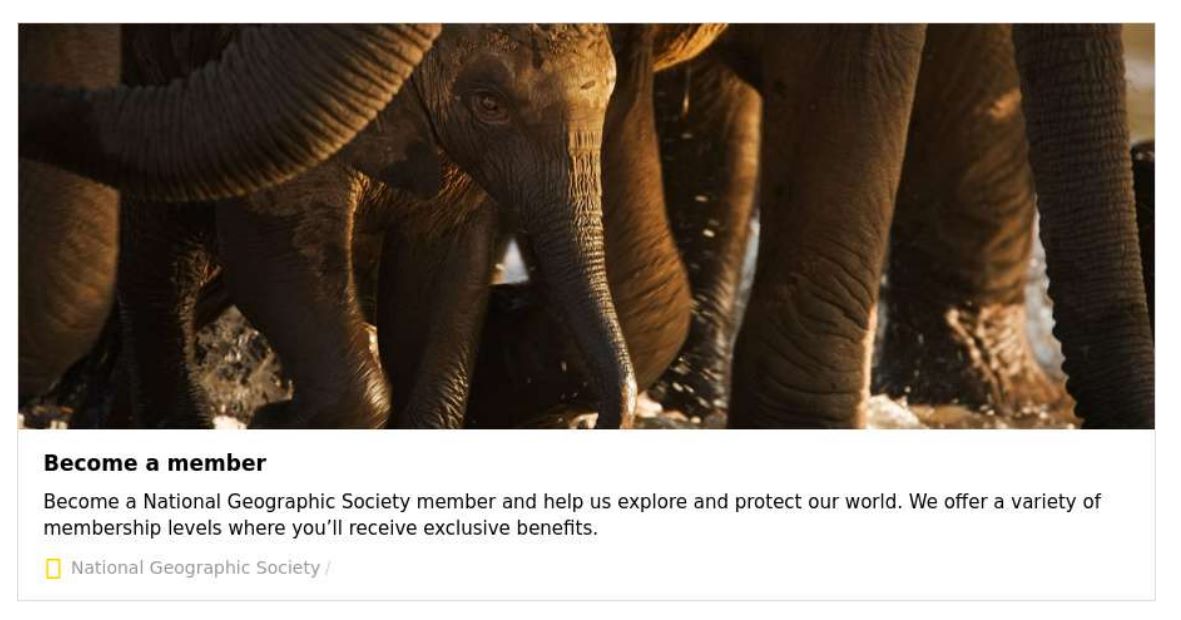 Become a member
Become a National Geographic Society member and help us explore and protect our world. We offer a variety of
membership levels where you’ll receive exclusive benefits.
National Geographic Society /